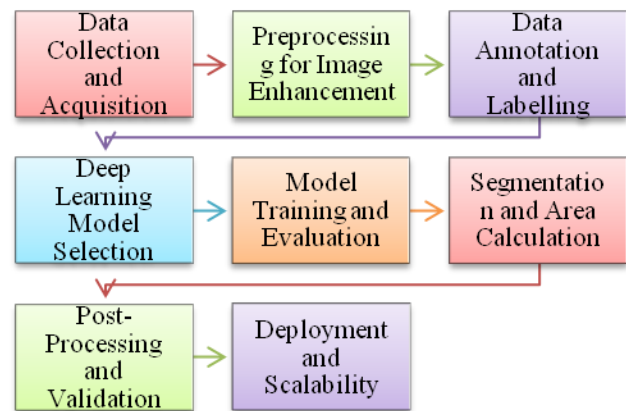 Data
Collection
and
Acquisition
Preprocessin
g for Image
Enhancement
Data
Annotation
and
Labelling
Deep
Learning
Model
Selection
Model
Training and
Evaluation
Segmentatio
n and Area
Calculation
Post-
Processing
and
Validation
Deployment
and
Scalability